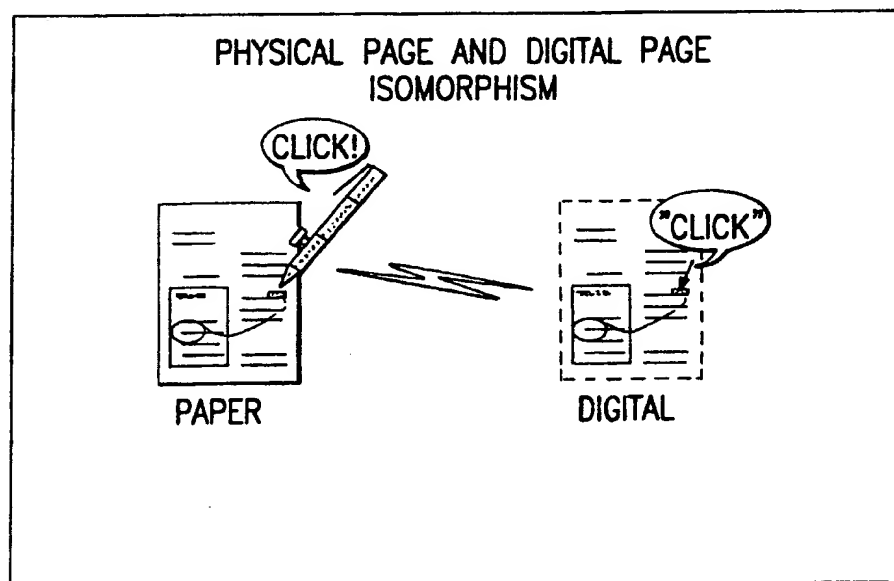 PHYSICAL PAGE AND DIGITAL PAGE
ISOMORPHISM
CLICK!
"CLICK"
PAPER
DIGITAL